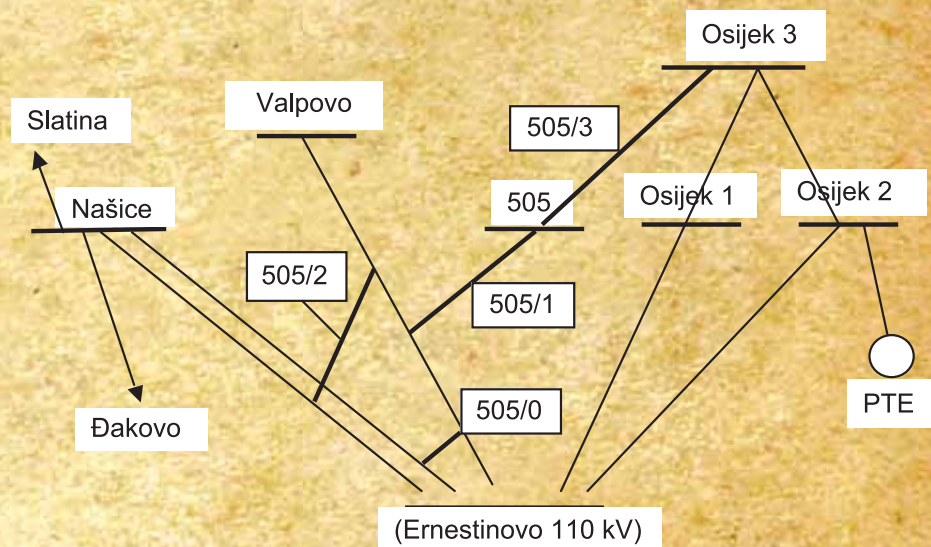 Osijek 3
Valpovo
Slatina
505/3
Našice
505
Osijek 1
Osijek 2
505/2
505/1
505/0
PTE
Đakovo
(Ernestinovo 110 kV)